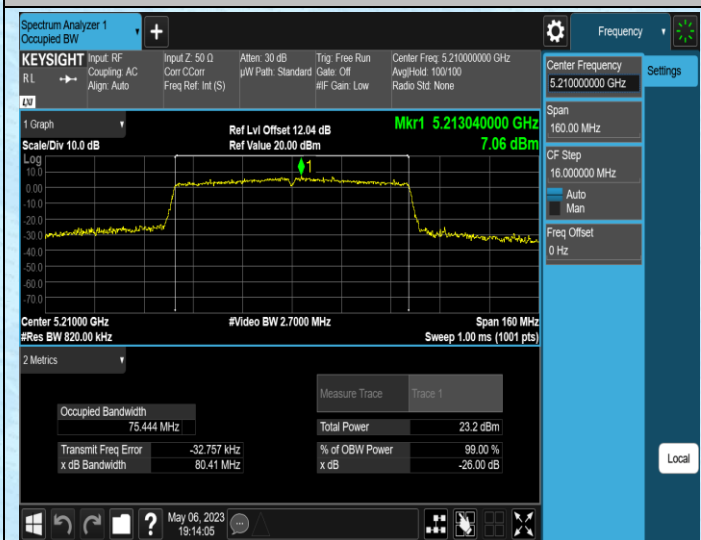 Spectrum Analyzer 1
Occupied BW
+
Frequency
KEYSIGHT
RL
LXI
Input: RF
Coupling: AC
Align: Auto
Input Z: 50 Ω
Corr CCorr
Freq Ref: Int (S)
Atten: 30 dB
µW Path: Standard
Trig: Free Run
Gate: Off
#IF Gain: Low
Center Freq: 5.210000000 GHz
Avg|Hold: 100/100
Radio Std: None
Center Frequency
5.210000000 GHz
Settings
Span
160.00 MHz
CF Step
16.000000 MHz
Auto
Man
Freq Offset
0 Hz
1 Graph
Scale/Div 10.0 dB
Ref Lvl Offset 12.04 dB
Ref Value 20.00 dBm
Mkr1 5.213040000 GHz
7.06 dBm
Log
10.0
0.00
-10.0
-20.0
-30.0
-40.0
-50.0
-60.0
-70.0
1
Center 5.21000 GHz
#Res BW 820.00 kHz
#Video BW 2.7000 MHz
Span 160 MHz
Sweep 1.00 ms (1001 pts)
2 Metrics
Measure Trace Trace 1
Occupied Bandwidth
75.444 MHz
Total Power 23.2 dBm
Transmit Freq Error -32.757 kHz
% of OBW Power 99.00 %
x dB Bandwidth 80.41 MHz
x dB -26.00 dB
Local
?
May 06, 2023
19:14:05